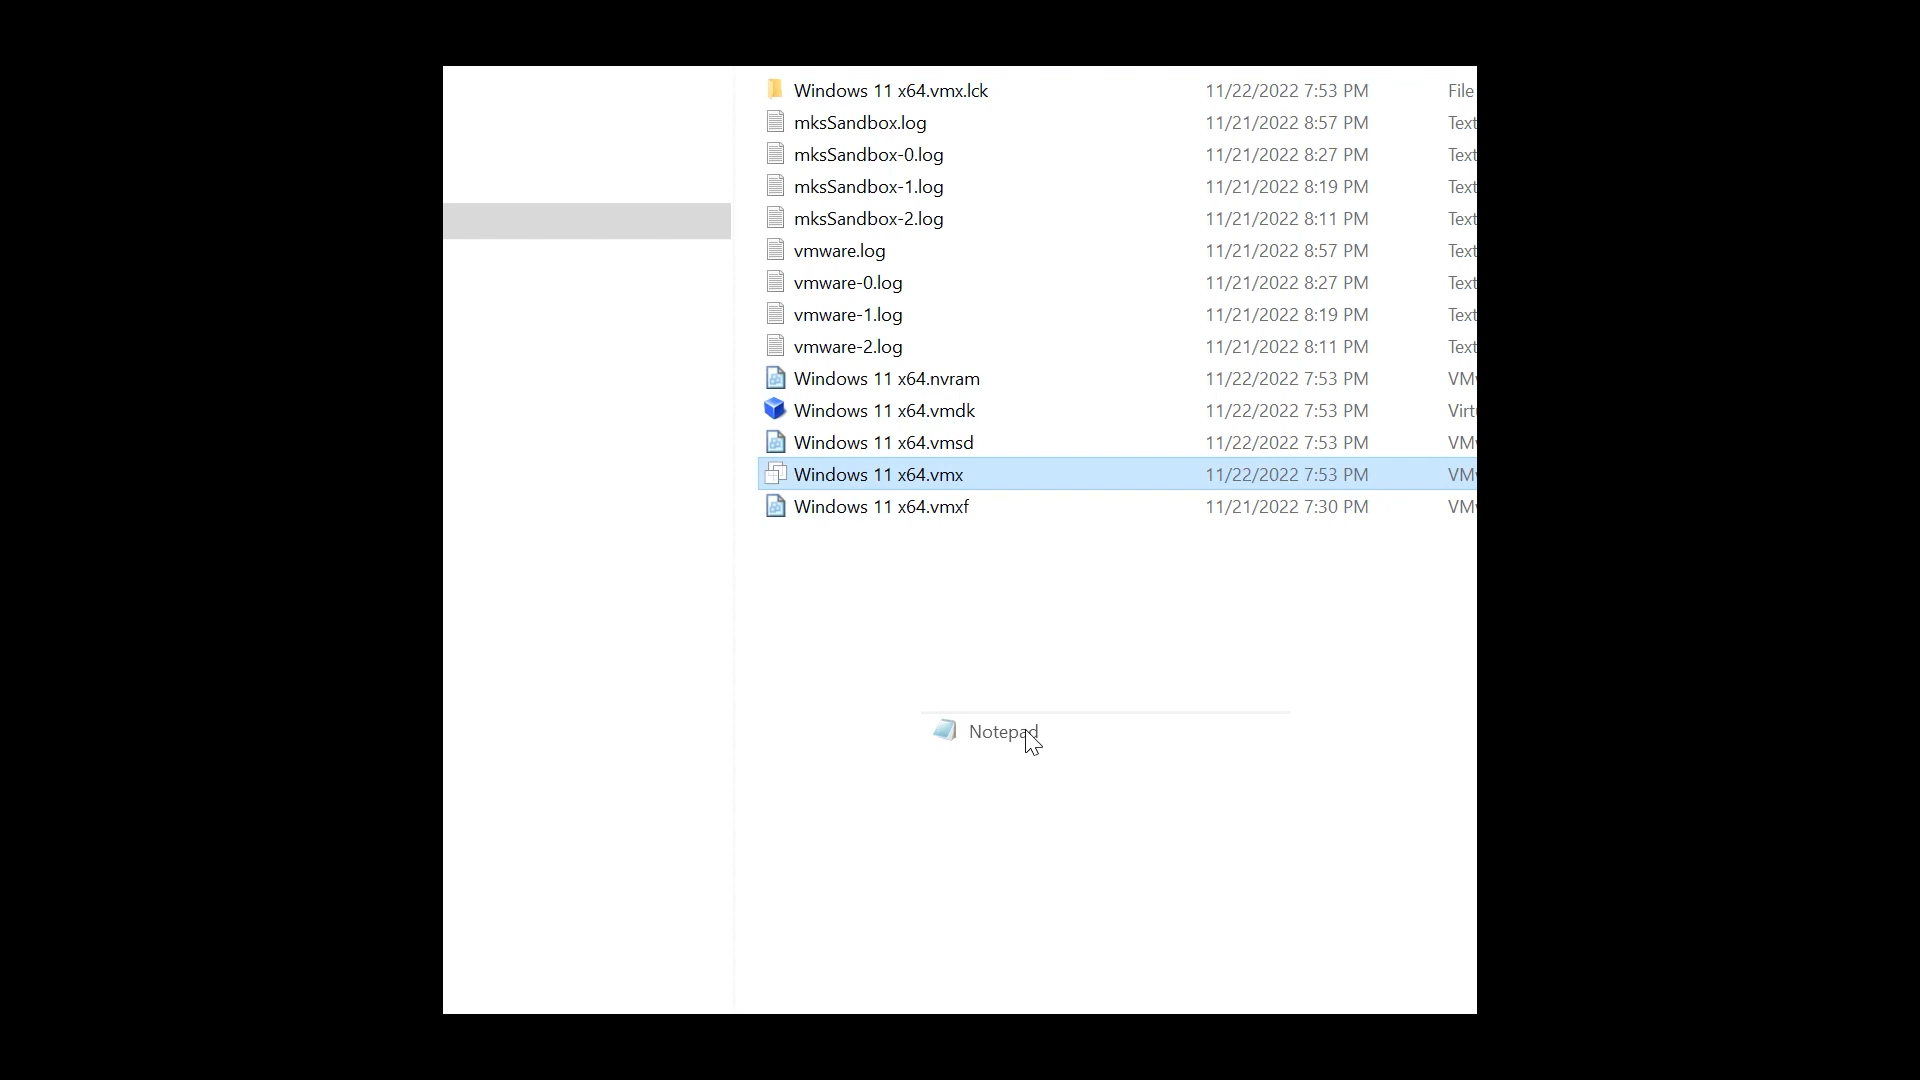 Windows 11 x64.vmx.lck 11/22/2022 7:53 PM File
mksSandbox.log 11/21/2022 8:57 PM Text
mksSandbox-0.log 11/21/2022 8:27 PM Text
mksSandbox-1.log 11/21/2022 8:19 PM Text
mksSandbox-2.log 11/21/2022 8:11 PM Text
vmware.log 11/21/2022 8:57 PM Text
vmware-0.log 11/21/2022 8:27 PM Text
vmware-1.log 11/21/2022 8:19 PM Text
vmware-2.log 11/21/2022 8:11 PM Text
Windows 11 x64.nvram 11/22/2022 7:53 PM VM
Windows 11 x64.vmdk 11/22/2022 7:53 PM Virt
Windows 11 x64.vmsd 11/22/2022 7:53 PM VM
Windows 11 x64.vmx 11/22/2022 7:53 PM VM
Windows 11 x64.vmxf 11/21/2022 7:30 PM VM
Notepad